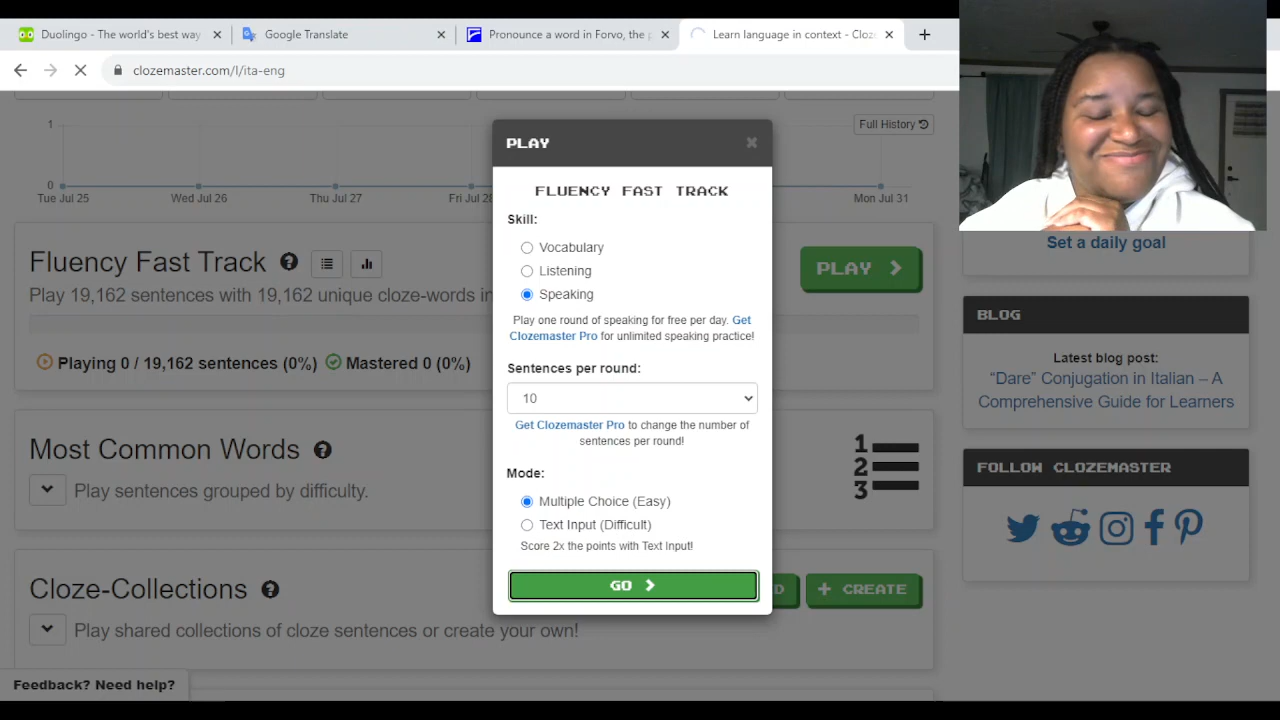 Duolingo - The world's best way
Google Translate
Pronounce a word in Forvo, the p
Learn language in context - Cloz
clozemaster.com/l/ita-eng
1
Full History
0
Tue Jul 25
Wed Jul 26
Thu Jul 27
Fri Jul 28
Mon Jul 31
PLAY
FLUENCY FAST TRACK
Skill:
Vocabulary
Listening
Speaking
Play one round of speaking for free per day. Get
Clozemaster Pro for unlimited speaking practice!
Sentences per round:
10
Get Clozemaster Pro to change the number of
sentences per round!
Mode:
Multiple Choice (Easy)
Text Input (Difficult)
Score 2x the points with Text Input!
GO
Fluency Fast Track
PLAY
Play 19,162 sentences with 19,162 unique cloze-words in
Playing 0 / 19,162 sentences (0%) Mastered 0 (0%)
Most Common Words
Play sentences grouped by difficulty.
1
2
3
Cloze-Collections
D
+ CREATE
Play shared collections of cloze sentences or create your own!
Feedback? Need help?
Set a daily goal
BLOG
Latest blog post:
“Dare” Conjugation in Italian – A
Comprehensive Guide for Learners
FOLLOW CLOZEMASTER